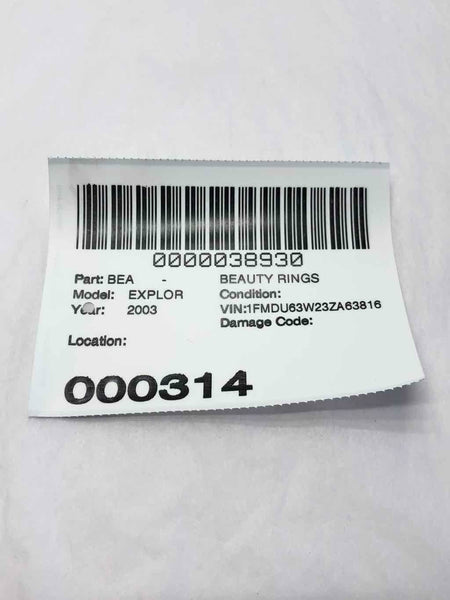 0000038930
Part: BEA - BEAUTY RINGS
Model: EXPLOR Condition:
Year: 2003 VIN:1FMDU63W23ZA63816
Damage Code:
Location:
000314